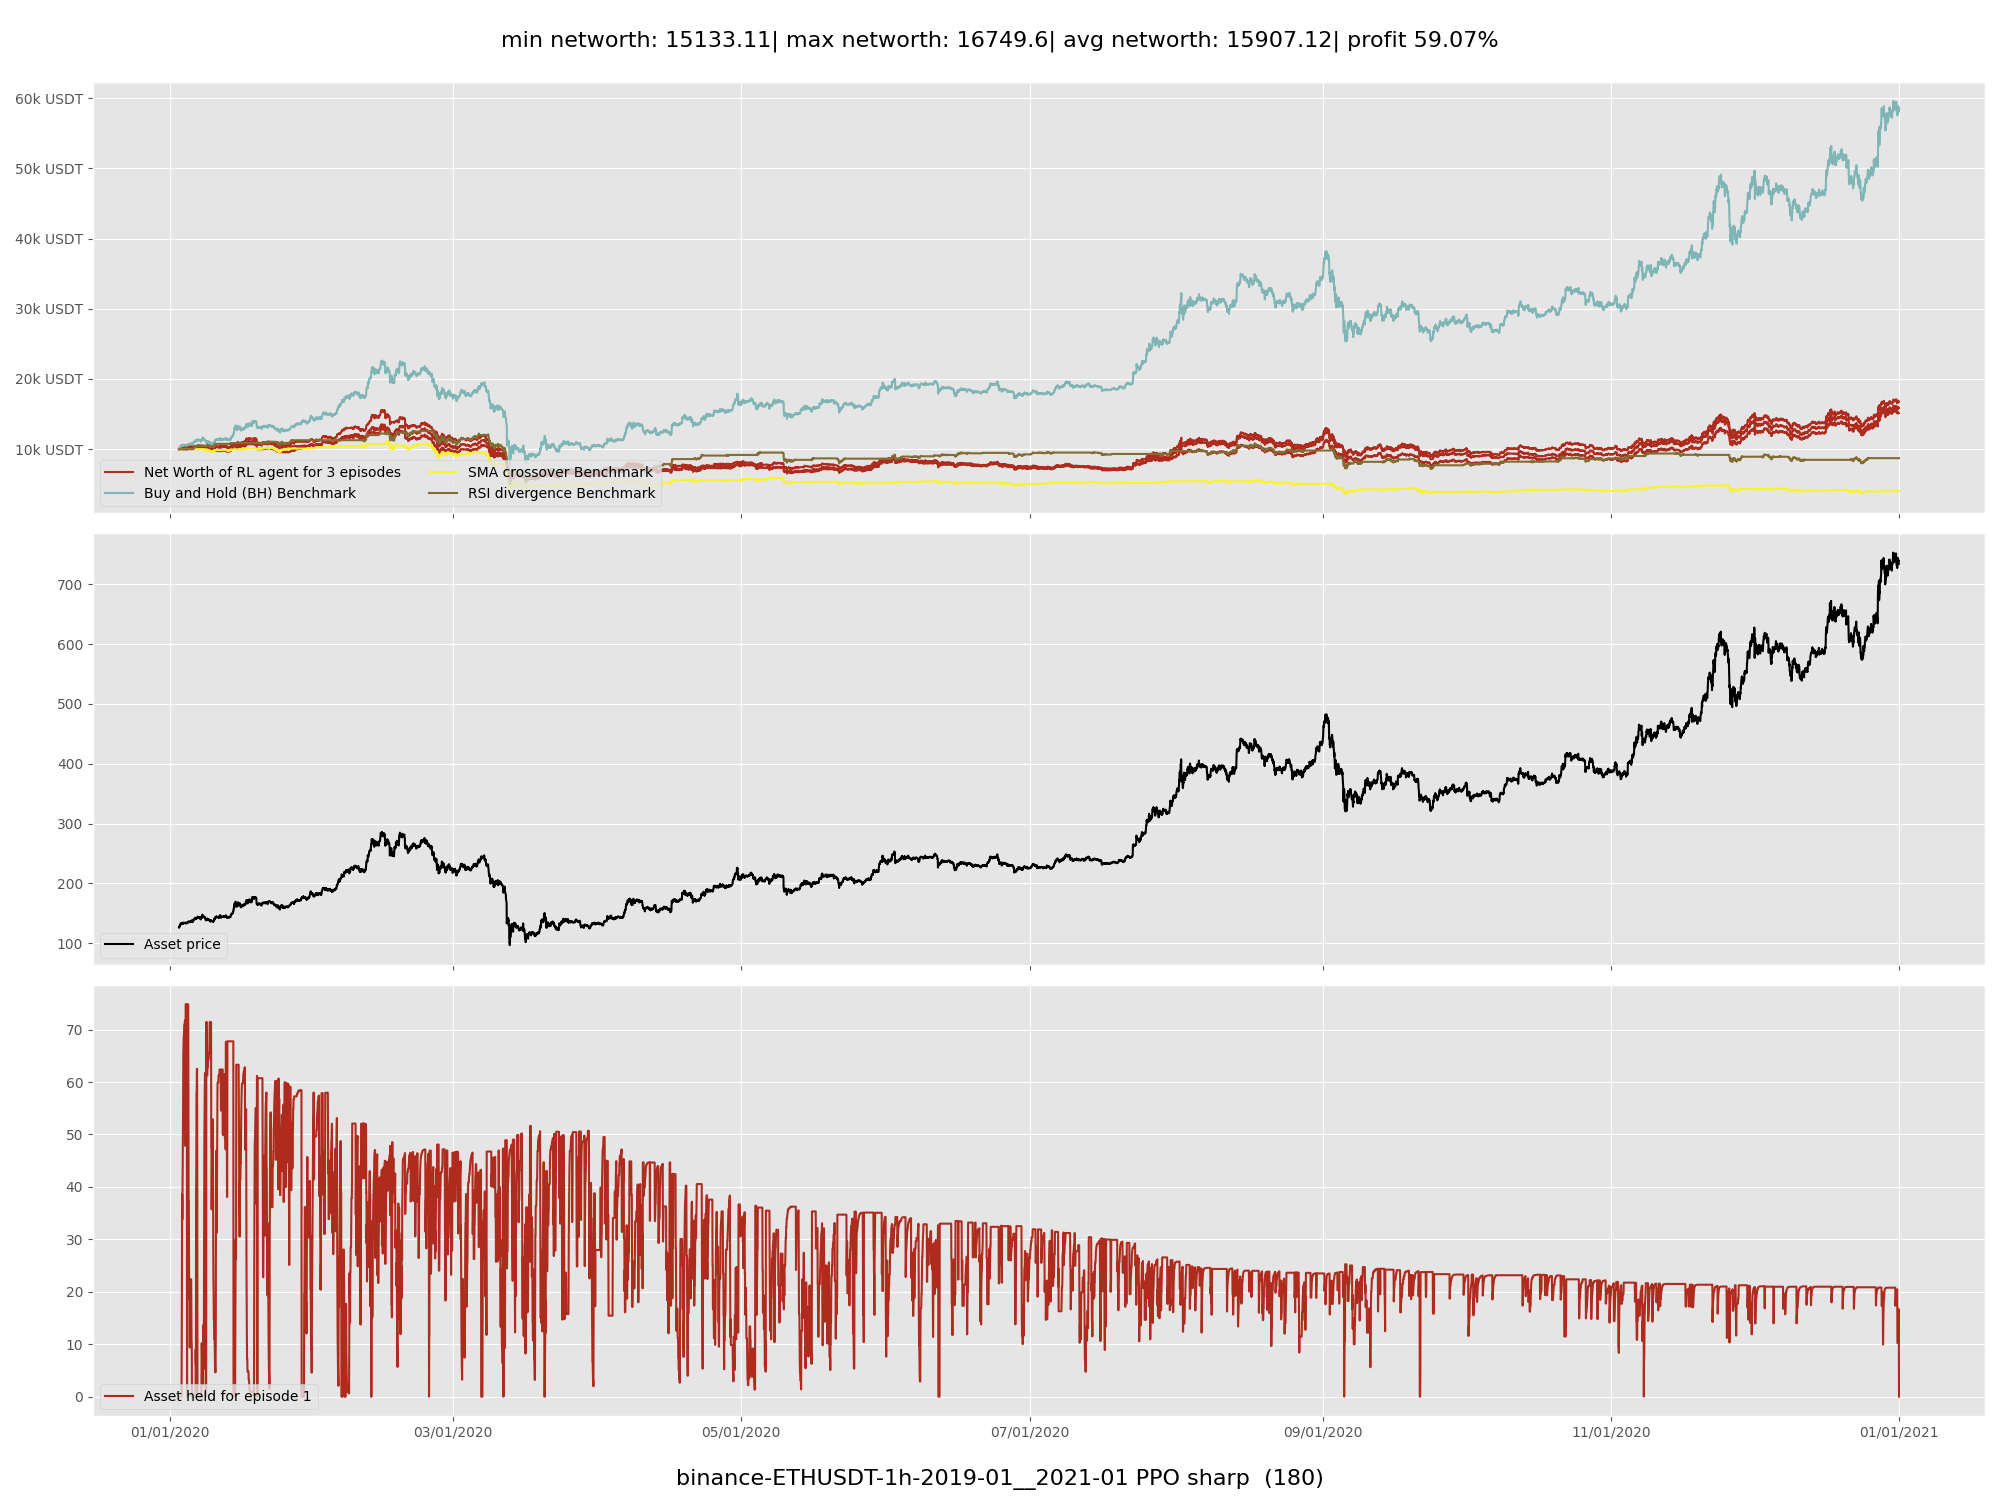 min networth: 15133.11| max networth: 16749.6| avg networth: 15907.12| profit 59.07%
60k USDT
50k USDT
40k USDT
30k USDT
20k USDT
10k USDT
Net Worth of RL agent for 3 episodes
Buy and Hold (BH) Benchmark
SMA crossover Benchmark
RSI divergence Benchmark
700
600
500
400
300
200
100
Asset price
70
60
50
40
30
20
10
0
Asset held for episode 1
01/01/2020 03/01/2020 05/01/2020 07/01/2020 09/01/2020 11/01/2020 01/01/2021
binance-ETHUSDT-1h-2019-01__2021-01 PPO sharp (180)